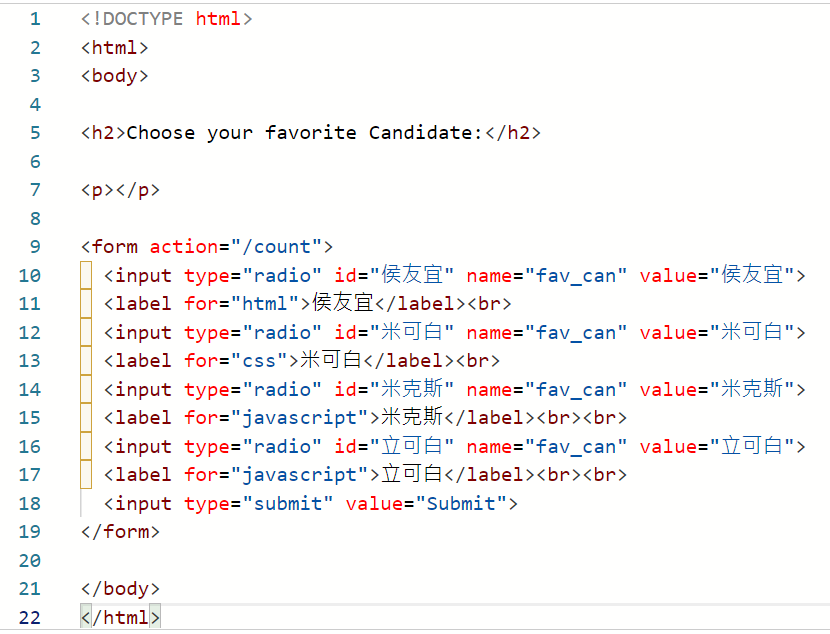 1 <!DOCTYPE html>
2 <html>
3 <body>
4
5 <h2>Choose your favorite Candidate:</h2>
6
7 <p></p>
8
9 <form action="/count">
10 <input type="radio" id="侯友宜" name="fav_can" value="侯友宜">
11 <label for="html">侯友宜</label><br>
12 <input type="radio" id="米可白" name="fav_can" value="米可白">
13 <label for="css">米可白</label><br>
14 <input type="radio" id="米克斯" name="fav_can" value="米克斯">
15 <label for="javascript">米克斯</label><br><br>
16 <input type="radio" id="立可白" name="fav_can" value="立可白">
17 <label for="javascript">立可白</label><br><br>
18 <input type="submit" value="Submit">
19 </form>
20
21 </body>
22 </html>